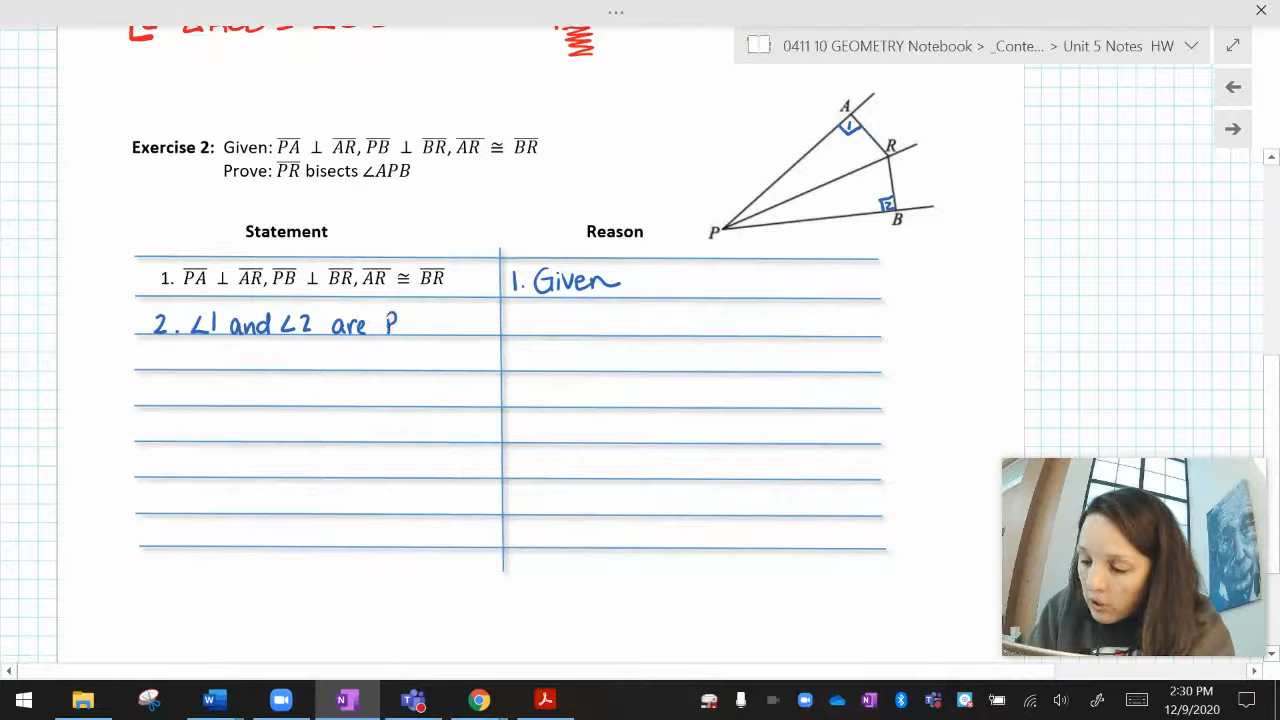 0411 10 GEOMETRY Notebook > _Conte... > Unit 5 Notes HW
A
1
R
2
B
P
Exercise 2: Given: PA ⊥ AR, PB ⊥ BR, AR ≅ BR
Prove: PR bisects ∠APB
Statement Reason
1. PA ⊥ AR, PB ⊥ BR, AR ≅ BR 1. Given
2. ∠1 and ∠2 are
2:30 PM
12/9/2020